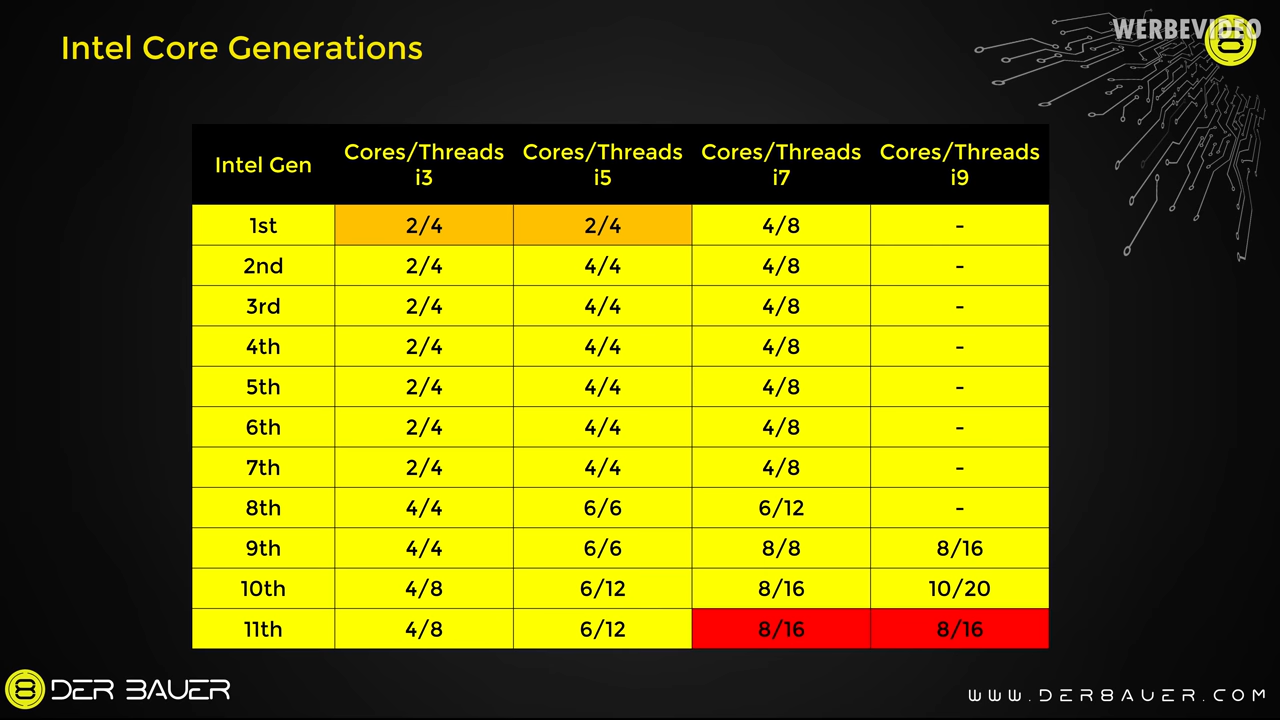 Intel Core Generations
WERBEVIDEO
Intel Gen Cores/Threads i3 Cores/Threads i5 Cores/Threads i7 Cores/Threads i9
1st 2/4 2/4 4/8 -
2nd 2/4 4/4 4/8 -
3rd 2/4 4/4 4/8 -
4th 2/4 4/4 4/8 -
5th 2/4 4/4 4/8 -
6th 2/4 4/4 4/8 -
7th 2/4 4/4 4/8 -
8th 4/4 6/6 6/12 -
9th 4/4 6/6 8/8 8/16
10th 4/8 6/12 8/16 10/20
11th 4/8 6/12 8/16 8/16
DER BAUER
WWW.DER8AUER.COM